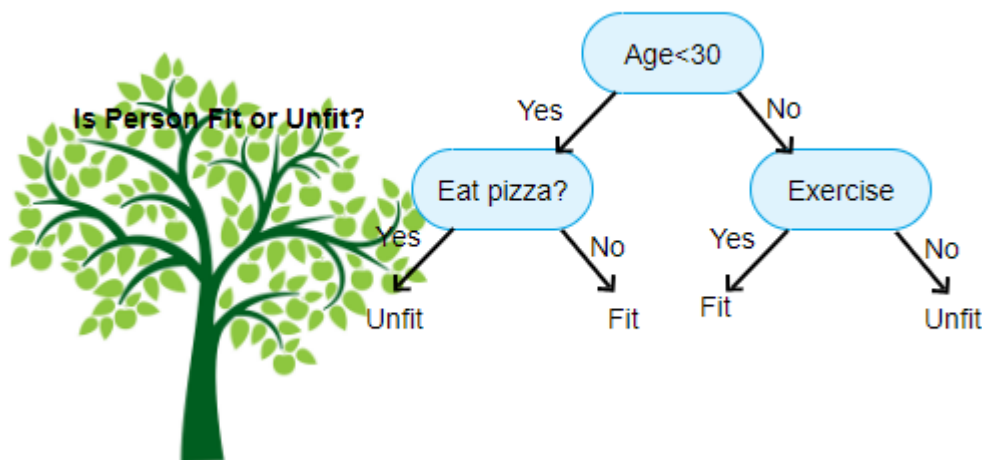 Age<30
Is Person Fit or Unfit?
Yes
No
Eat pizza?
Exercise
Yes
No
Yes
No
Unfit
Fit
Fit
Unfit